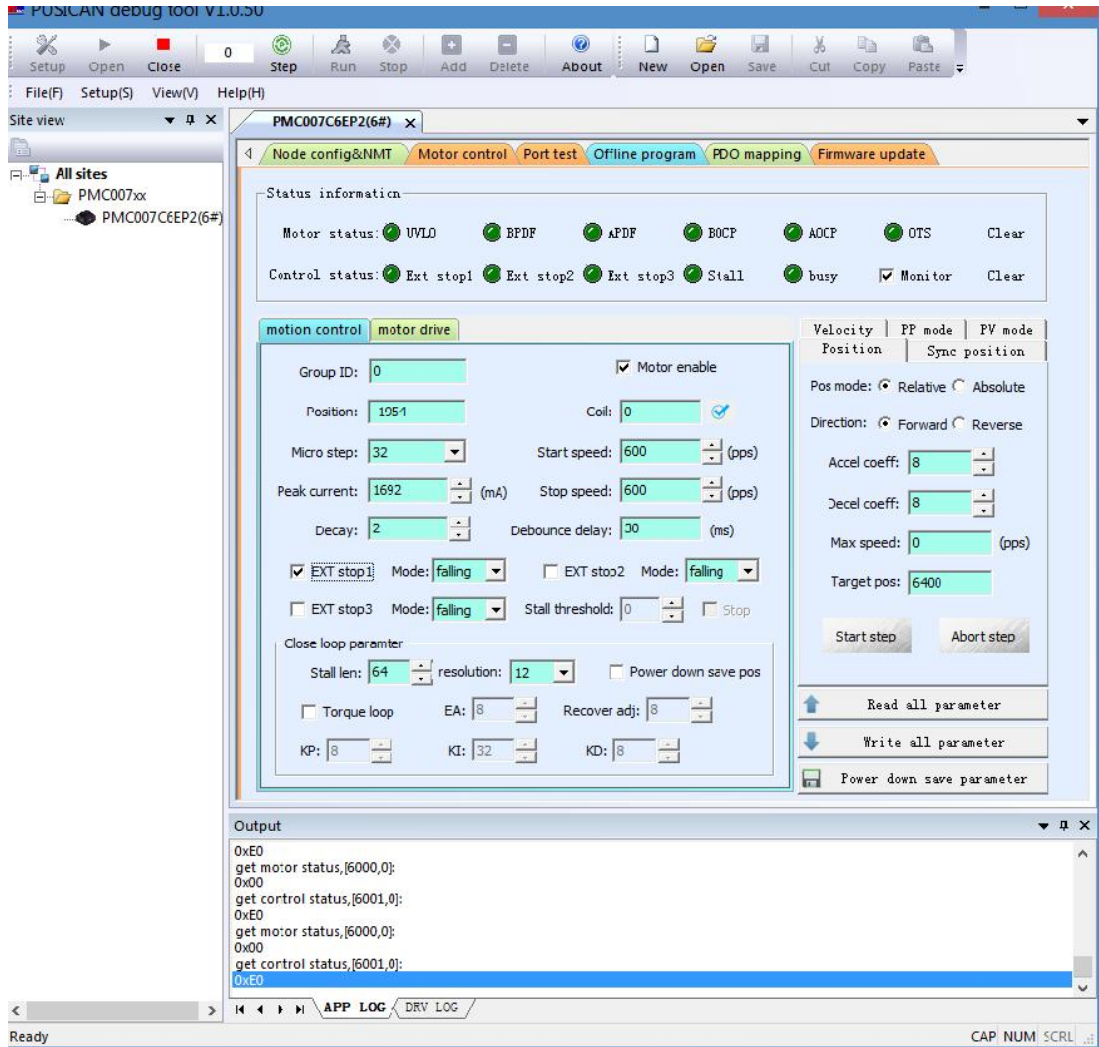 PUSICAN debug tool V1.0.50
Setup Open Close 0 Step Run Stop Add Delete About New Open Save Cut Copy Paste
File(F) Setup(S) View(V) Help(H)
Site view
All sites
PMC007xx
PMC007C6EP2(6#)
PMC007C6EP2(6#)
Node config&NMT Motor control Port test Offline program PDO mapping Firmware update
Status information
Motor status: UVLO BPDF APDF BOCP AOCP OTS Clear
Control status: Ext stop1 Ext stop2 Ext stop3 Stall busy Monitor Clear
motion control motor drive
Group ID: 0 Motor enable
Position: 1954 Coil: 0
Micro step: 32 Start speed: 600 (pps)
Peak current: 1692 (mA) Stop speed: 600 (pps)
Decay: 2 Debounce delay: (ms)
EXT stop1 Mode: falling EXT stop2 Mode: falling
EXT stop3 Mode: falling Stall threshold: 0 Stop
Close loop paramter
Stall len: 64 resolution: 12 Power down save pos
Torque loop EA: 8 Recover adj: 8
KP: 8 KI: 32 KD: 8
Velocity PP mode PV mode
Position Sync position
Pos mode: Relative Absolute
Direction: Forward Reverse
Accel coeff: 8
Decel coeff: 8
Max speed: 0 (pps)
Target pos: 6400
Start step Abort step
Read all parameter
Write all parameter
Power down save parameter
Output
0xE0
get motor status,[6000,0]:
0x00
get control status,[6001,0]:
0xE0
get motor status,[6000,0]:
0x00
get control status,[6001,0]:
0xE0
APP LOG DRV LOG
Ready CAP NUM SCRL